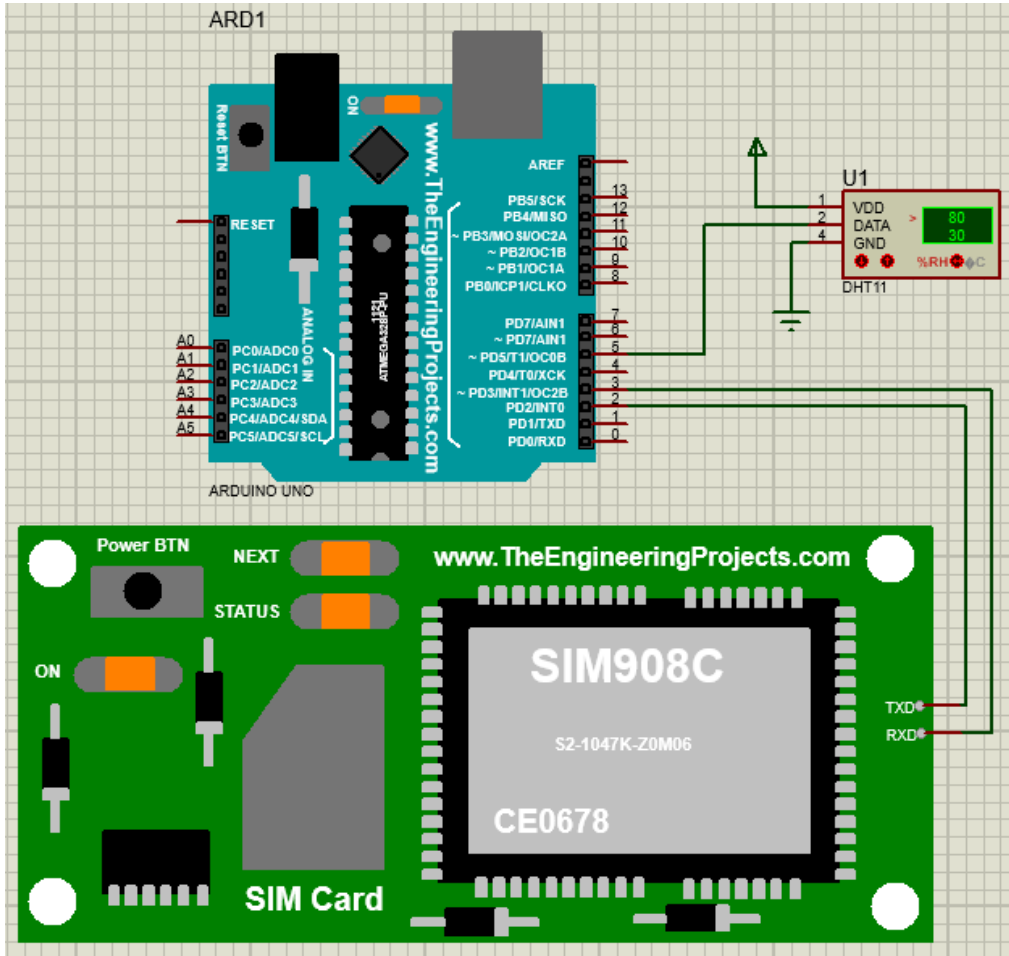 ARD1
Reset BTN
ON
www.TheEngineeringProjects.com
RESET
AREF
PB5/SCK 13
PB4/MISO 12
~ PB3/MOSI/OC2A 11
~ PB2/OC1B 10
~ PB1/OC1A 9
PB0/ICP1/CLKO 8
PD7/AIN1 7
~ PD7/AIN1 6
~ PD5/T1/OC0B 5
PD4/T0/XCK 4
~ PD3/INT1/OC2B 3
PD2/INT0 2
PD1/TXD 1
PD0/RXD 0
A0 PC0/ADC0
A1 PC1/ADC1
A2 PC2/ADC2
A3 PC3/ADC3
A4 PC4/ADC4/SDA
A5 PC5/ADC5/SCL
ANALOG IN
1121
ARDUINO UNO
U1
1 VDD
2 DATA
4 GND
>
80
30
%RH �C
DHT11
Power BTN
NEXT
STATUS
ON
www.TheEngineeringProjects.com
SIM908C
S2-1047K-Z0M06
CE0678
TXD
RXD
SIM Card